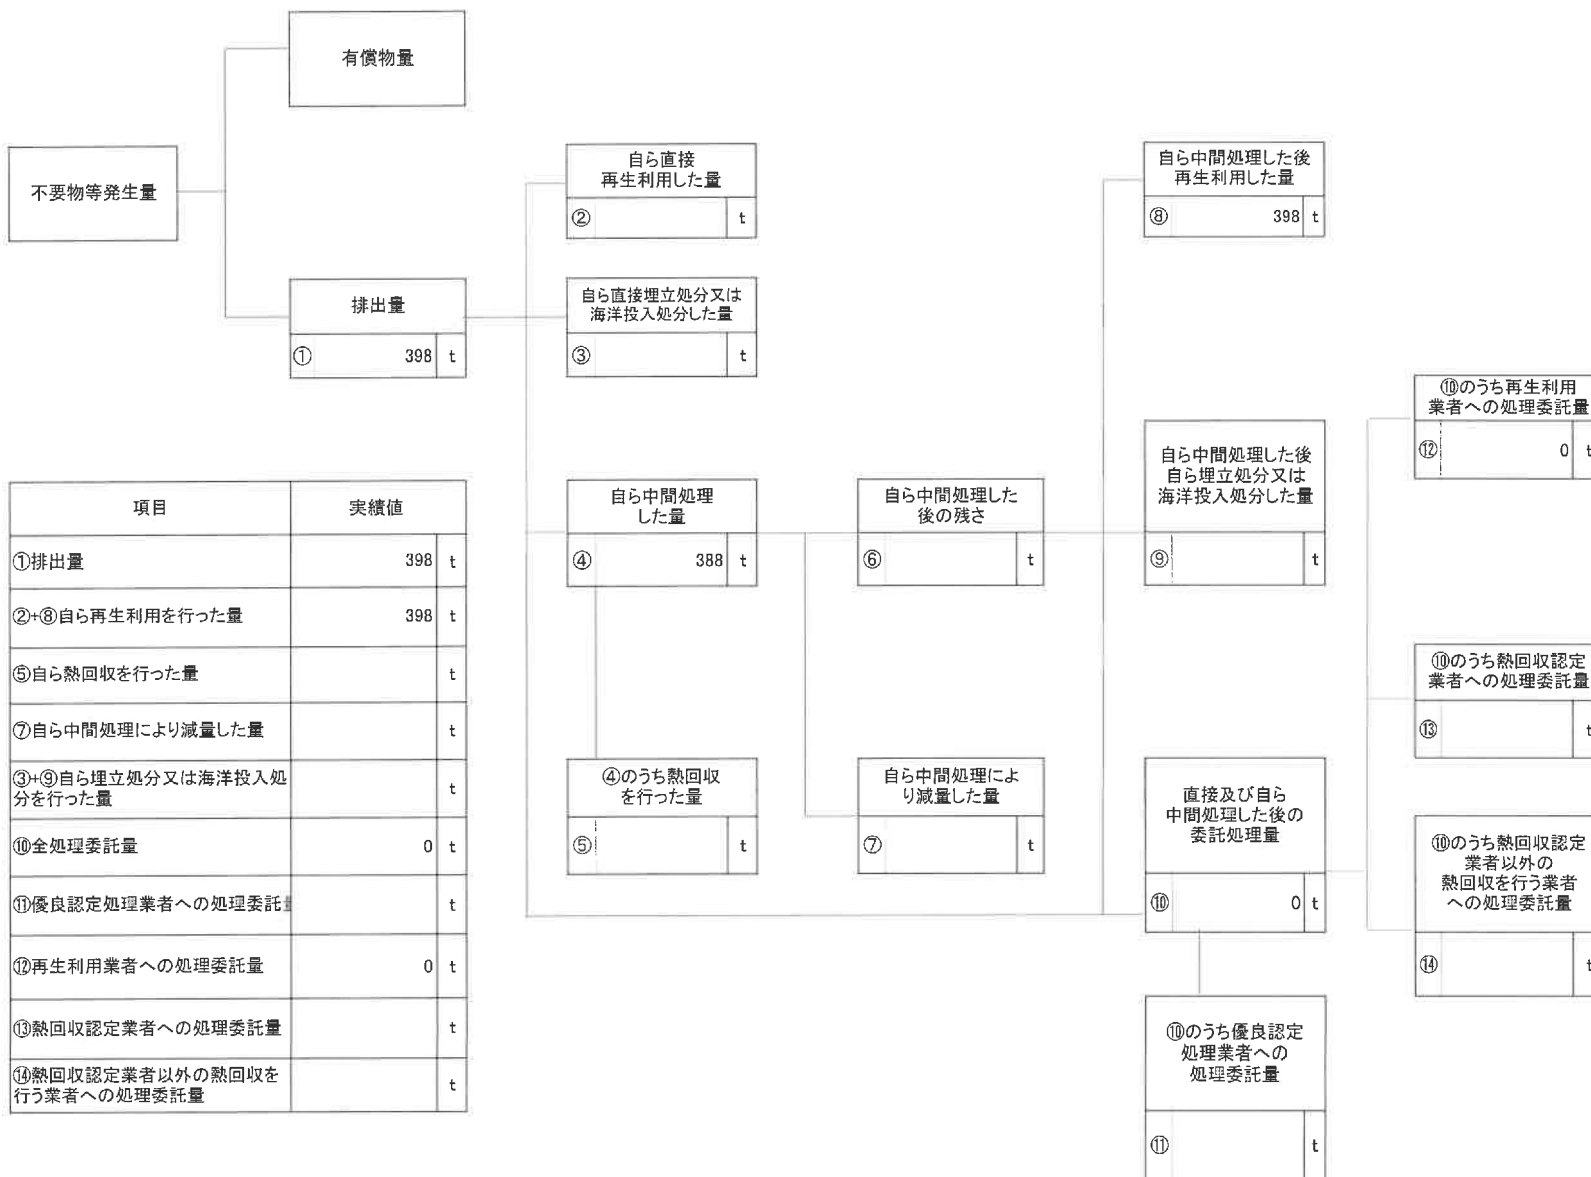 有償物量
不要物等発生量
排出量
① 398 t
自ら直接
再生利用した量
② t
自ら直接埋立処分又は
海洋投入処分した量
③ t
自ら中間処理
した量
④ 388 t
④のうち熱回収
を行った量
⑤ t
自ら中間処理した
後の残さ
⑥ t
自ら中間処理によ
り減量した量
⑦ t
自ら中間処理した後
再生利用した量
⑧ 398 t
自ら中間処理した後
自ら埋立処分又は
海洋投入処分した量
⑨ t
直接及び自ら
中間処理した後の
委託処理量
⑩ 0 t
⑩のうち優良認定
処理業者への
処理委託量
⑪ t
⑩のうち再生利用
業者への処理委託量
⑫ 0 t
⑩のうち熱回収認定
業者への処理委託量
⑬ t
⑩のうち熱回収認定
業者以外の
熱回収を行う業者
への処理委託量
⑭ t
項目 実績値
①排出量 398 t
②+⑧自ら再生利用を行った量 398 t
⑤自ら熱回収を行った量 t
⑦自ら中間処理により減量した量 t
③+⑨自ら埋立処分又は海洋投入処
分を行った量 t
⑩全処理委託量 0 t
⑪優良認定処理業者への処理委託 t
⑫再生利用業者への処理委託量 0 t
⑬熱回収認定業者への処理委託量 t
⑭熱回収認定業者以外の熱回収を
行う業者への処理委託量 t